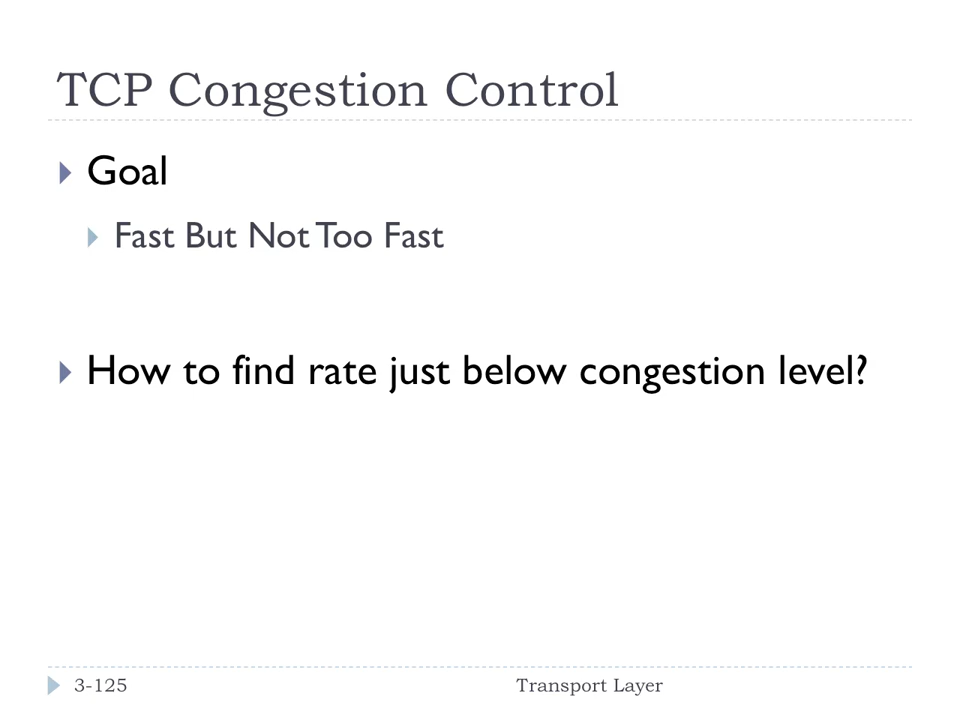 TCP Congestion Control
Goal
Fast But Not Too Fast
How to find rate just below congestion level?
3-125
Transport Layer